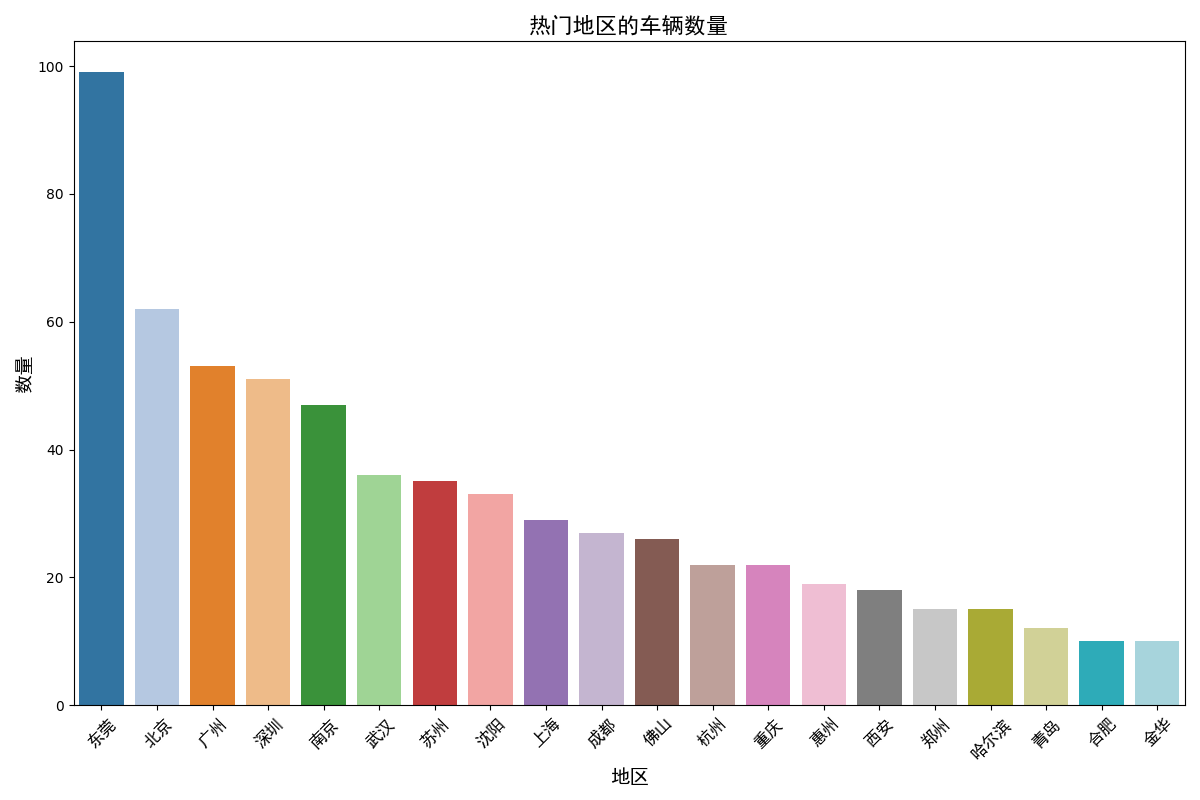 热门地区的车辆数量
数量
100
80
60
40
20
0
东莞
北京
广州
深圳
南京
武汉
苏州
沈阳
上海
成都
佛山
杭州
重庆
惠州
西安
郑州
哈尔滨
青岛
合肥
金华
地区